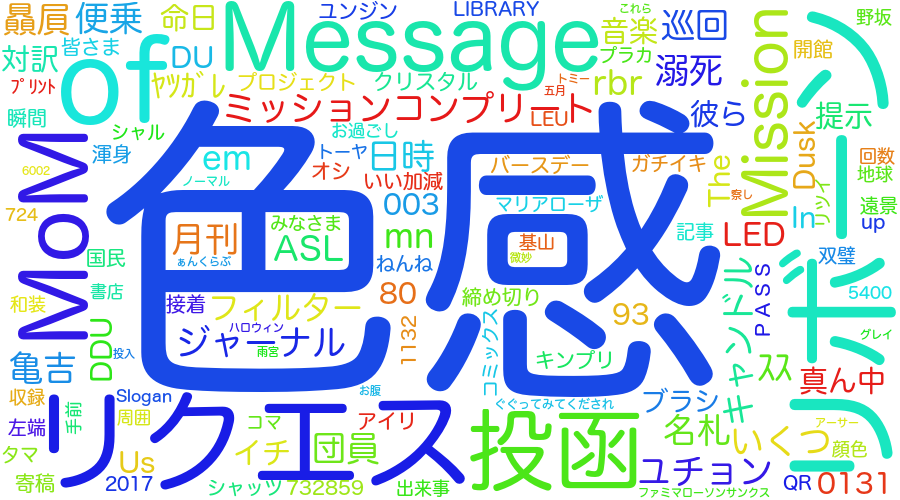 贔屓 便乗 命日 Message ユンジン LIBRARY 巡回 これら 野坂
対訳 皆さま of DU 音楽 開館
ﾌﾟﾘﾝﾄ ﾔﾂｶﾞﾚ プロジェクト クリスタル プラカ rbr トミー 溺死 Mission リボーン
瞬間 シャル ミッションコンプリート 五月 LEU 彼ら 提示
渾身 em お過ごし 日時 バースデー ガチイキ The Dusk 回数
6002 ノーマル トーヤ オシ いい加減 察し リッツイ 地球
MoM 003 マリアローザ In 遠景
724 月刊 みなさま ASL mn 基山 記事 LED up
国民 あんくらぶ 色感 ねんね 微妙 双璧
書店 接着 フィルター 80 締め切り 93 キャンドル PASS 5400
和装 DDU ハロウィン ジャーナル 1132 コミックス キンプリ グレイ
亀吉 投入 雨宮 ｽｽ 真ん中
収録 Slogan お腹 ぐぐってみてくだされ ブラシ
左端 手前 周囲 コマ アイリ リクエス 投函 名札 いくつ アーサー
タマ Us イチ 団員 ユチョン 顔色
寄稿 2017 シャッツ 732859 出来事 ファミマローソンサンクス QR 0131